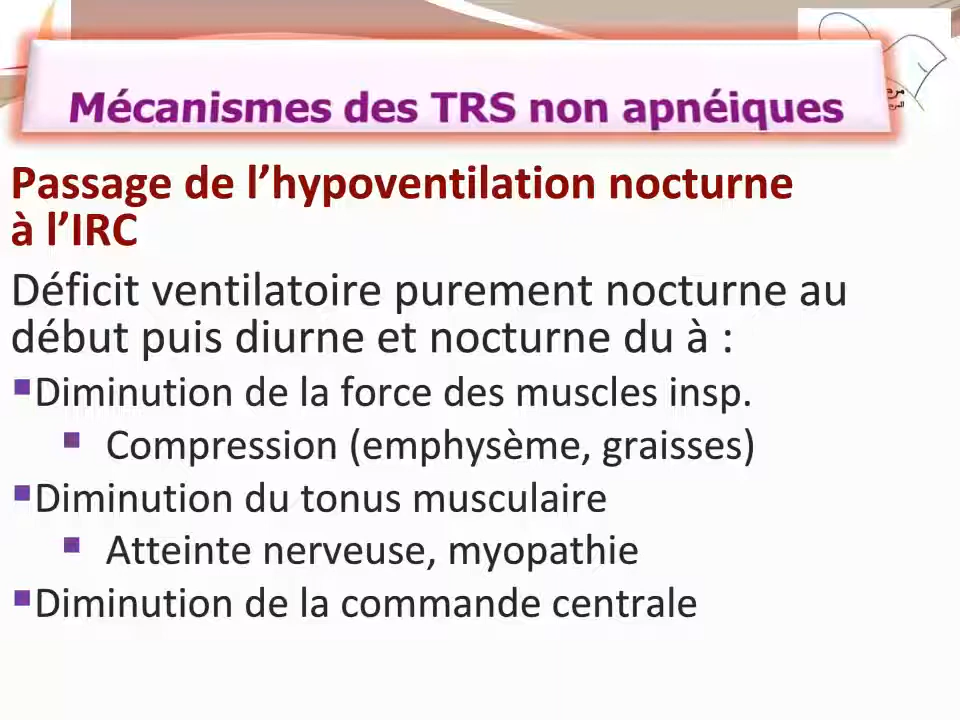 Mécanismes des TRS non apnéiques
Passage de l’hypoventilation nocturne
à l’IRC
Déficit ventilatoire purement nocturne au
début puis diurne et nocturne du à :
▪Diminution de la force des muscles insp.
▪ Compression (emphysème, graisses)
▪Diminution du tonus musculaire
▪ Atteinte nerveuse, myopathie
▪Diminution de la commande centrale